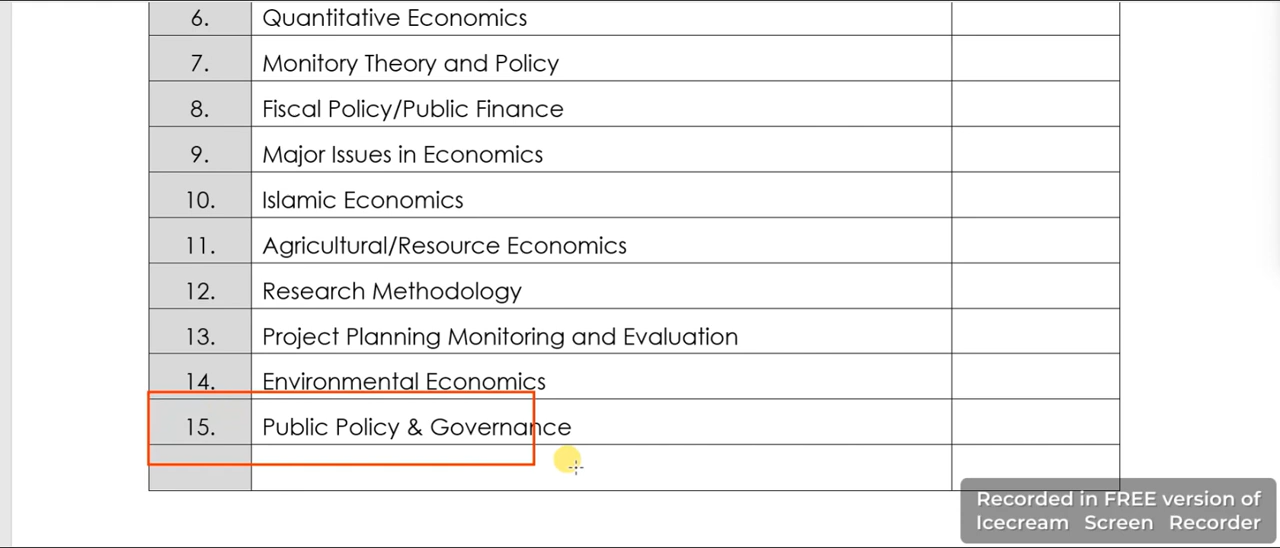 6. Quantitative Economics
7. Monitory Theory and Policy
8. Fiscal Policy/Public Finance
9. Major Issues in Economics
10. Islamic Economics
11. Agricultural/Resource Economics
12. Research Methodology
13. Project Planning Monitoring and Evaluation
14. Environmental Economics
15. Public Policy & Governance
Recorded in FREE version of
Icecream Screen Recorder